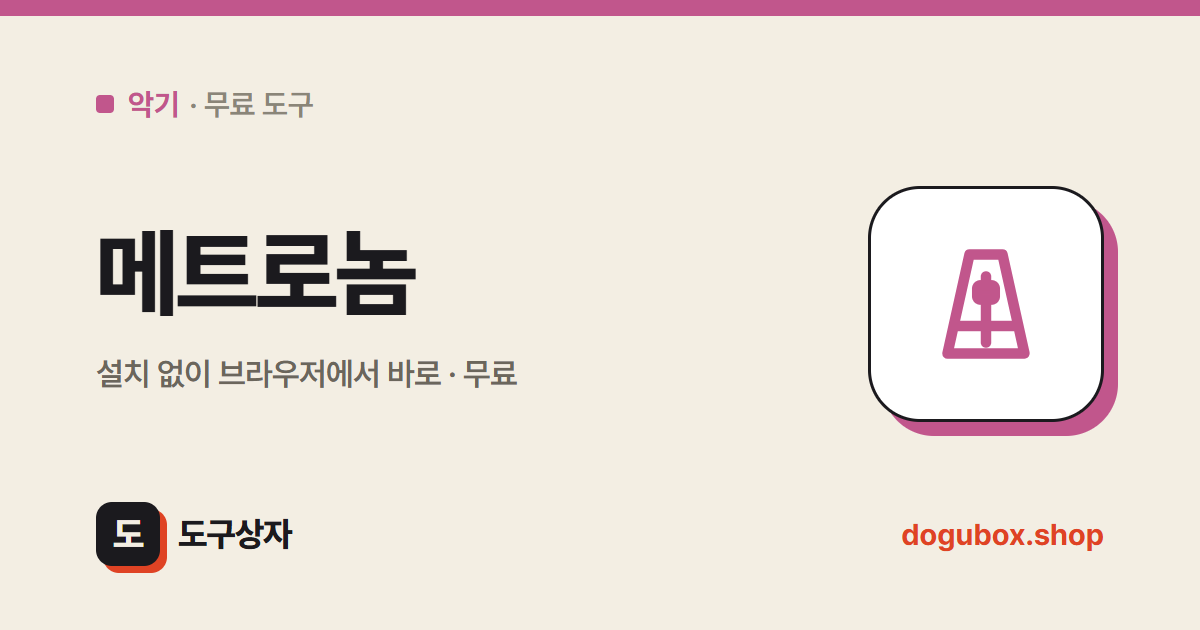 악기 · 무료 도구
메트로놈
설치 없이 브라우저에서 바로 · 무료
도 도구상자
dogubox.shop